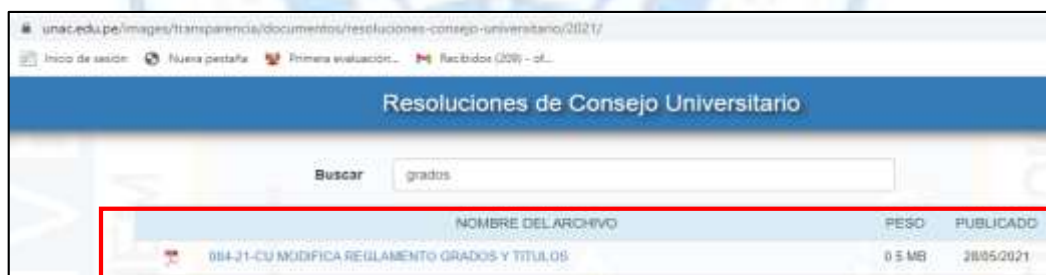 unac.edu.pe/images/transparencia/documentos/resoluciones-consejo-universitario/2021/
Inicio de sesión Nueva pestaña Primera evaluación... Recibidos (209) - of...
Resoluciones de Consejo Universitario
Buscar grados
NOMBRE DEL ARCHIVO PESO PUBLICADO
084-21-CU MODIFICA REGLAMENTO GRADOS Y TITULOS 0.5 MB 28/05/2021